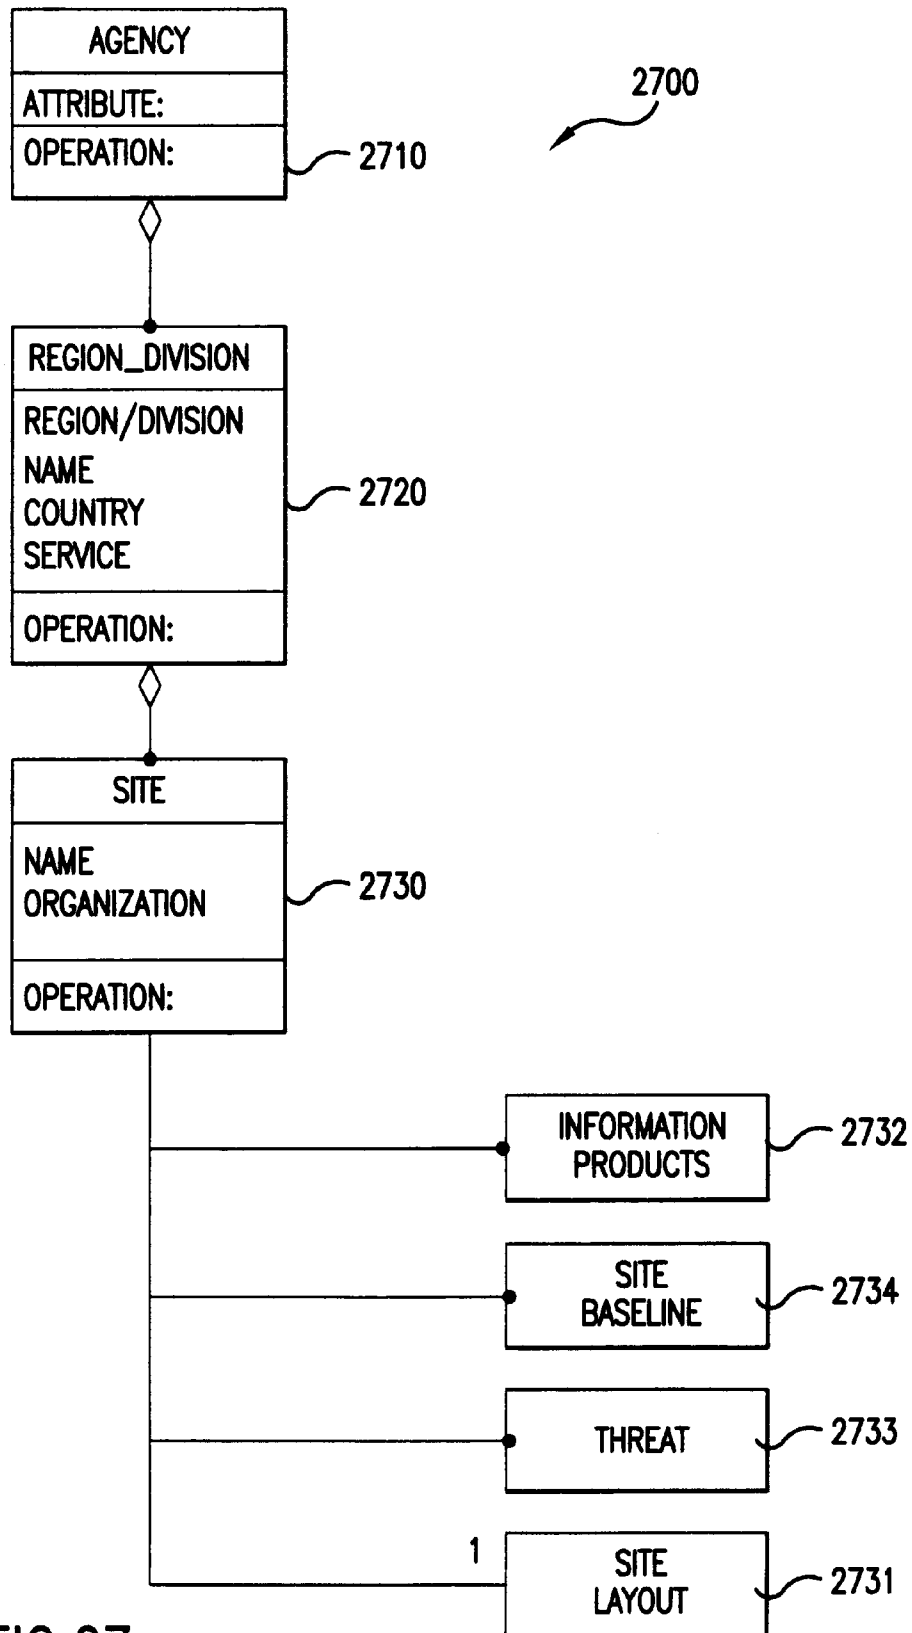 AGENCY
ATTRIBUTE:
OPERATION:
2710
2700
REGION_DIVISION
REGION/DIVISION
NAME
COUNTRY
SERVICE
OPERATION:
2720
SITE
NAME
ORGANIZATION
OPERATION:
2730
INFORMATION
PRODUCTS
2732
SITE
BASELINE
2734
THREAT
2733
1
SITE
LAYOUT
2731